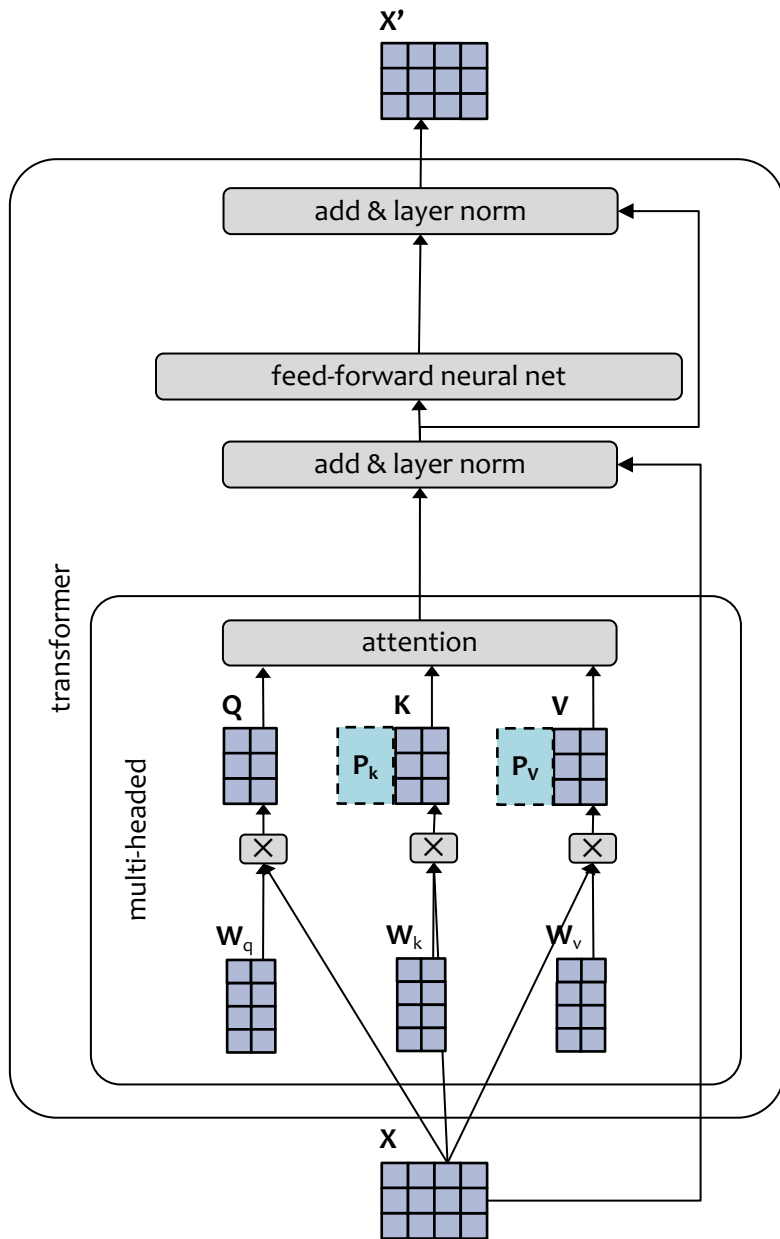 X’
add & layer norm
feed-forward neural net
add & layer norm
transformer
multi-headed
attention
Q K V
Pk PV
× × ×
Wq Wk Wv
X